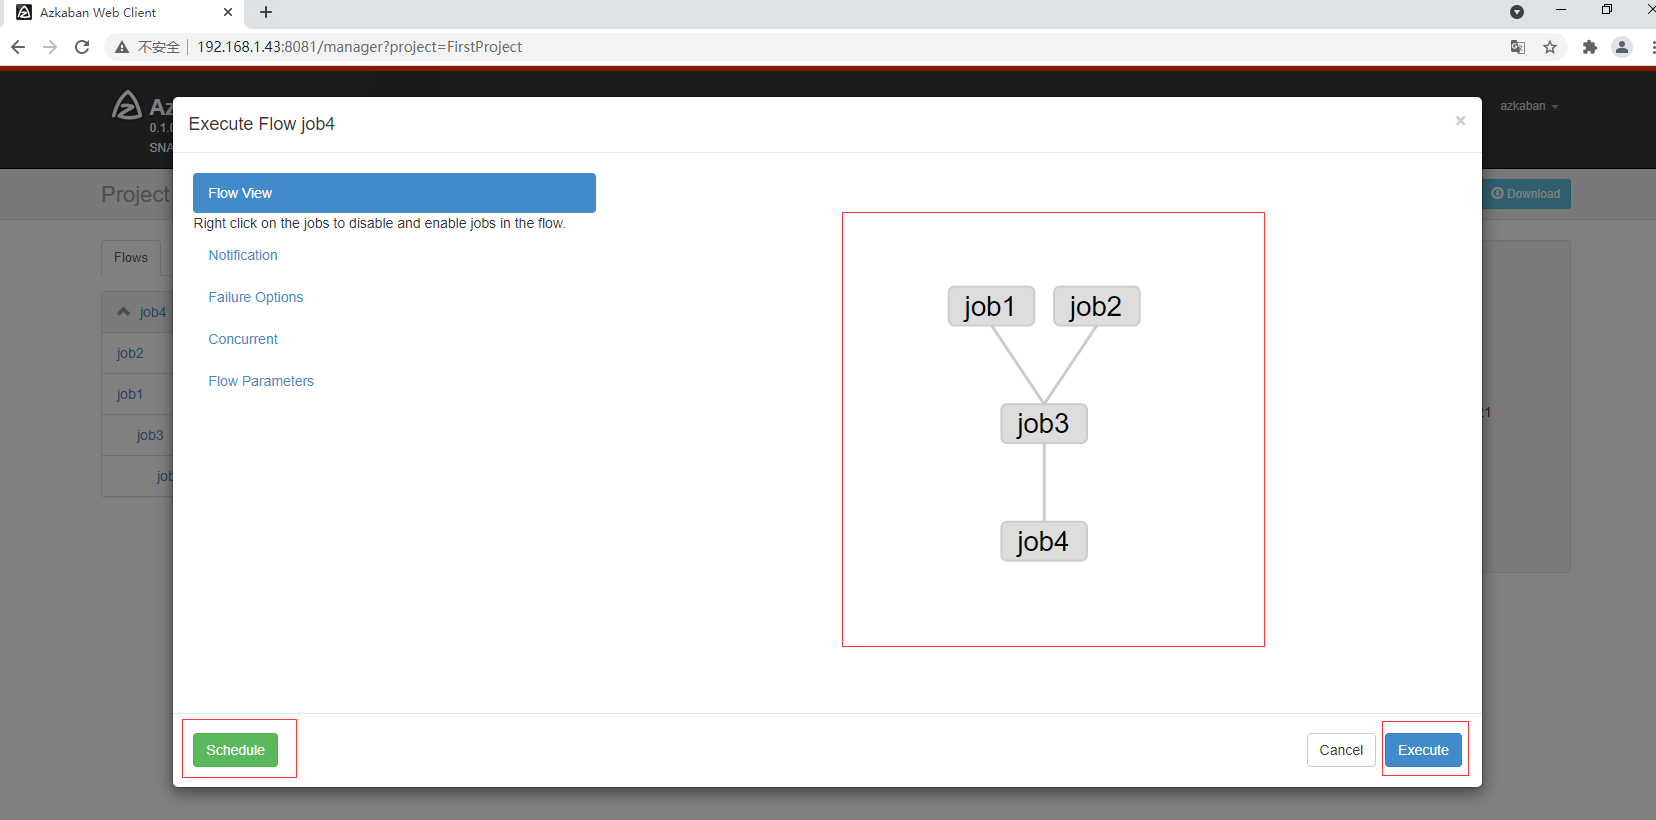 Azkaban Web Client
不安全 192.168.1.43:8081/manager?project=FirstProject
Az
0.1.0
SNA
azkaban
Execute Flow job4
Project
Download
Flow View
Right click on the jobs to disable and enable jobs in the flow.
Flows
Notification
Failure Options
Concurrent
Flow Parameters
job4
job2
job1
job3
job
21
job1 job2
job3
job4
Schedule
Cancel
Execute